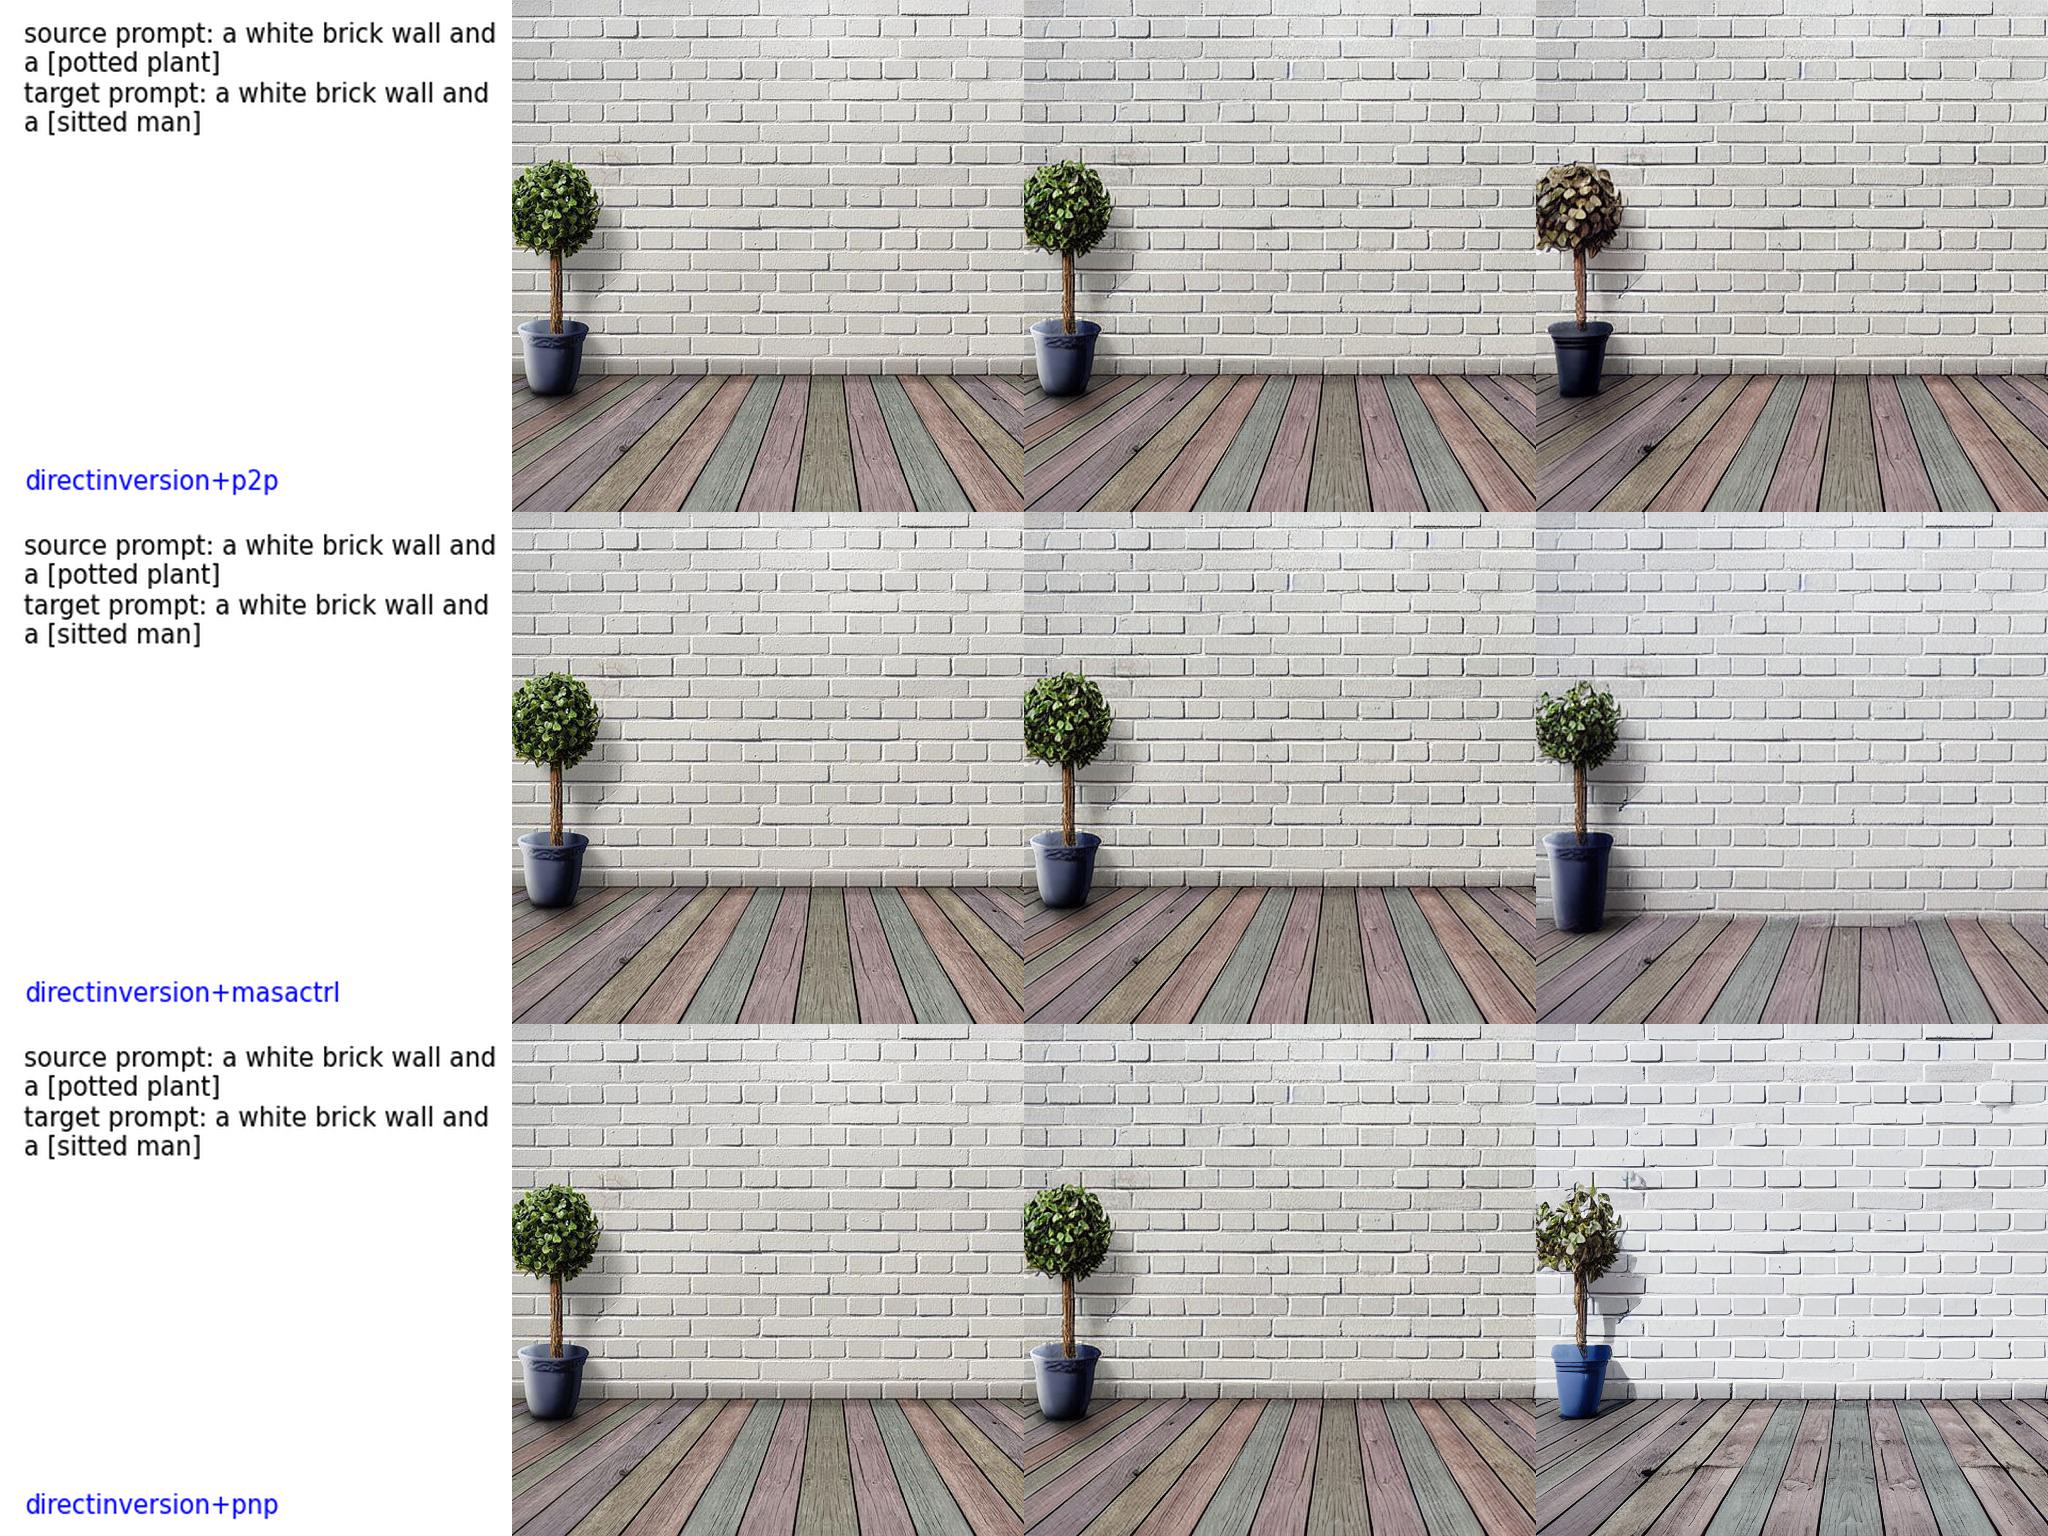 source prompt: a white brick wall and
a [potted plant]
target prompt: a white brick wall and
a [sitted man]
directinversion+p2p
source prompt: a white brick wall and
a [potted plant]
target prompt: a white brick wall and
a [sitted man]
directinversion+masactrl
source prompt: a white brick wall and
a [potted plant]
target prompt: a white brick wall and
a [sitted man]
directinversion+pnp